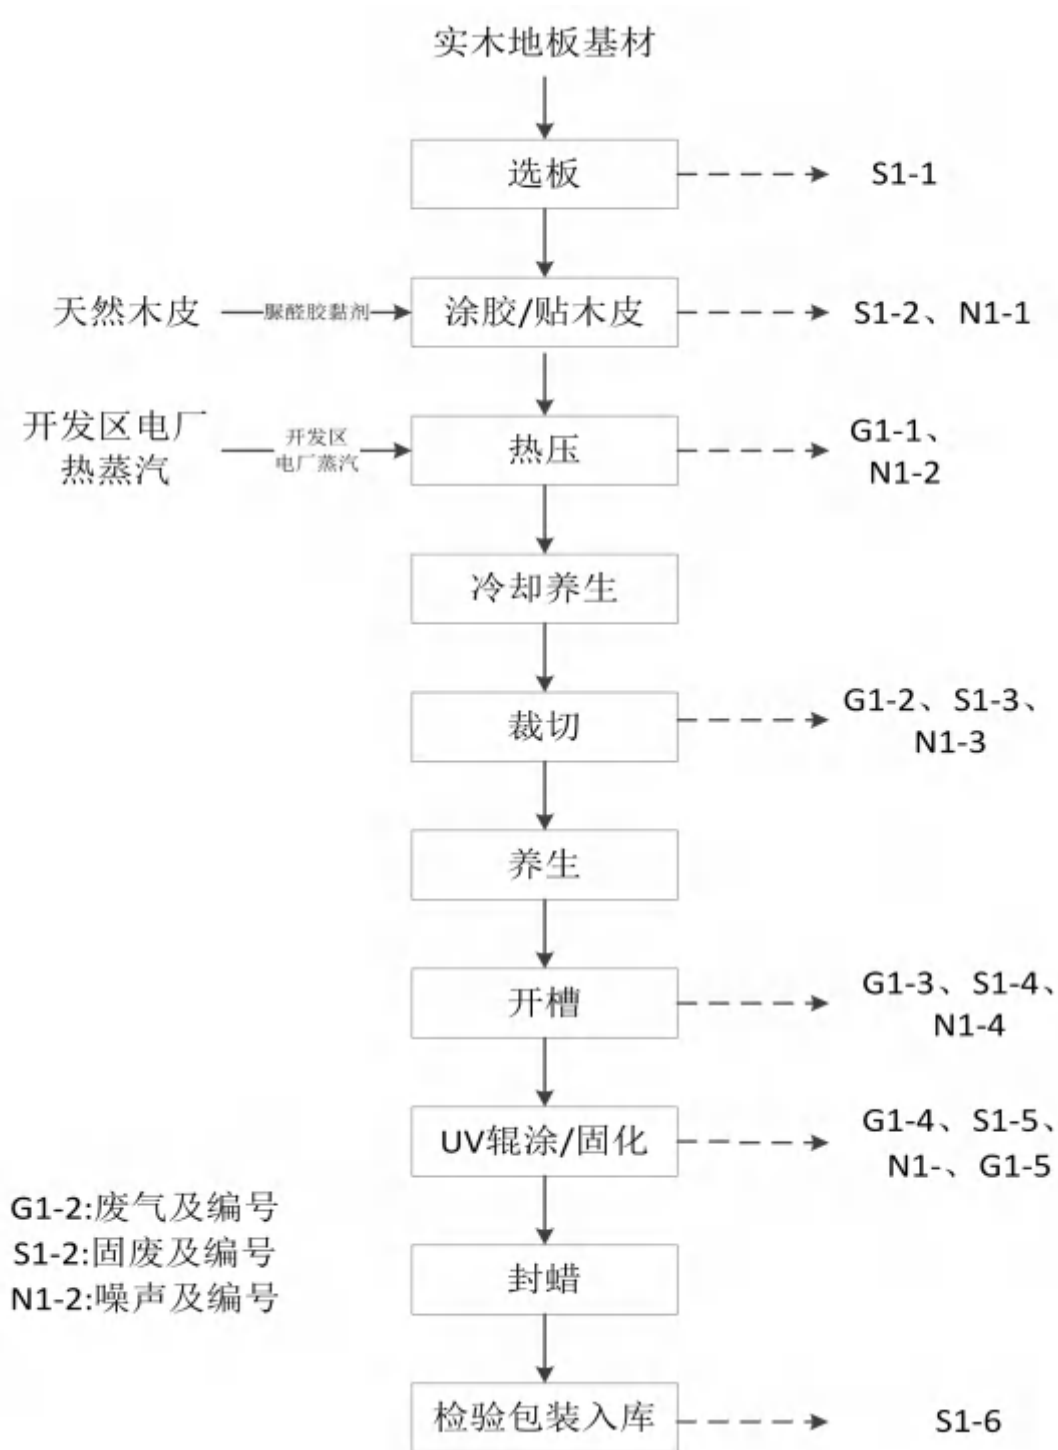 实木地板基材
选板
S1-1
天然木皮
脲醛胶黏剂
涂胶/贴木皮
S1-2、N1-1
开发区电厂
热蒸汽
开发区
电厂蒸汽
热压
G1-1、
N1-2
冷却养生
裁切
G1-2、S1-3、
N1-3
养生
开槽
G1-3、S1-4、
N1-4
UV辊涂/固化
G1-4、S1-5、
N1-、G1-5
G1-2:废气及编号
S1-2:固废及编号
N1-2:噪声及编号
封蜡
检验包装入库
S1-6